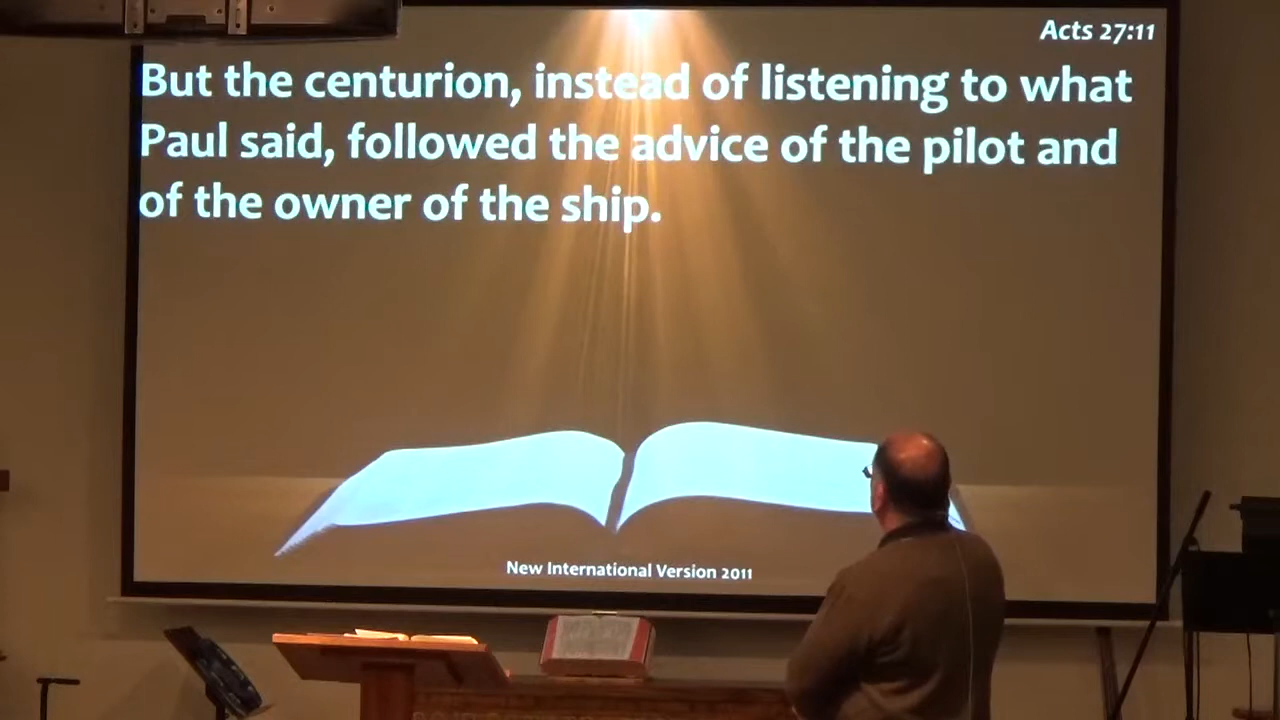 Acts 27:11
But the centurion, instead of listening to what
Paul said, followed the advice of the pilot and
of the owner of the ship.
New International Version 2011